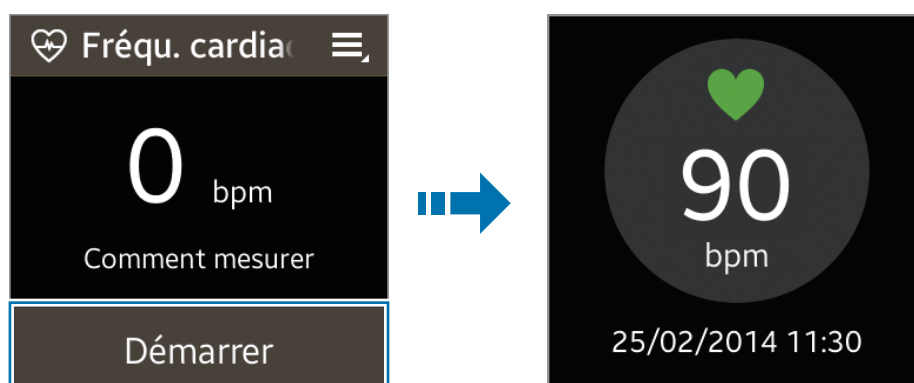 Fréqu. cardia
0 bpm
Comment mesurer
Démarrer
90
bpm
25/02/2014 11:30